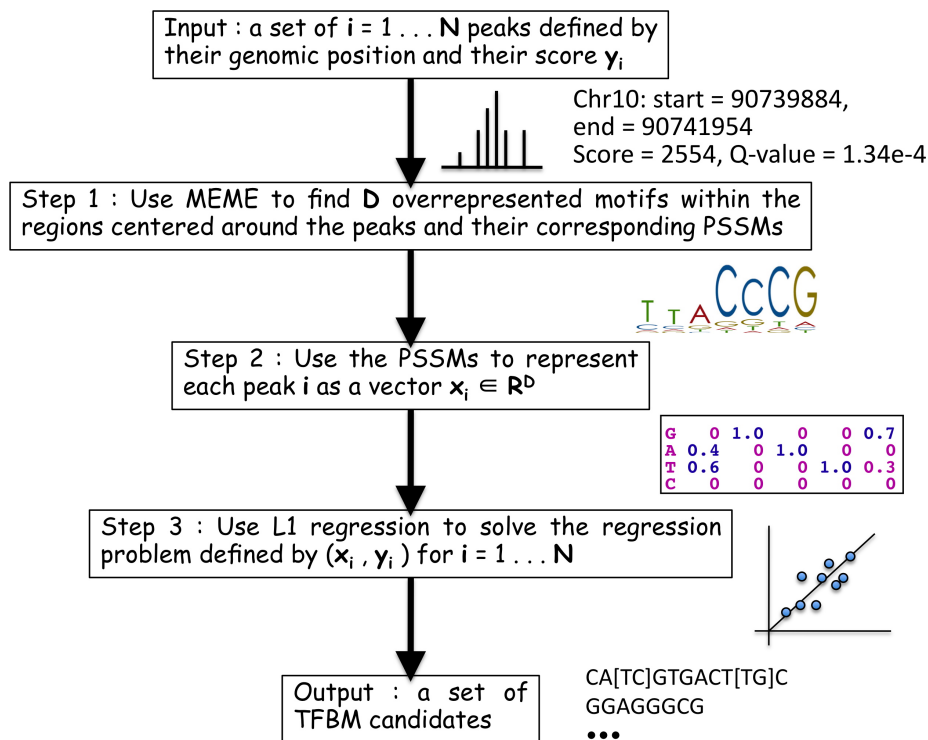 Input : a set of i = 1 . . . N peaks defined by
their genomic position and their score yi
Chr10: start = 90739884,
end = 90741954
Score = 2554, Q-value = 1.34e-4
Step 1 : Use MEME to find D overrepresented motifs within the
regions centered around the peaks and their corresponding PSSMs
TTACCCG
Step 2 : Use the PSSMs to represent
each peak i as a vector xi ∈ RD
G 0 1.0 0 0 0.7
A 0.4 0 1.0 0 0
T 0.6 0 0 1.0 0.3
C 0 0 0 0 0
Step 3 : Use L1 regression to solve the regression
problem defined by (xi , yi ) for i = 1 . . . N
Output : a set of
TFBM candidates
CA[TC]GTGACT[TG]C
GGAGGGCG
•••